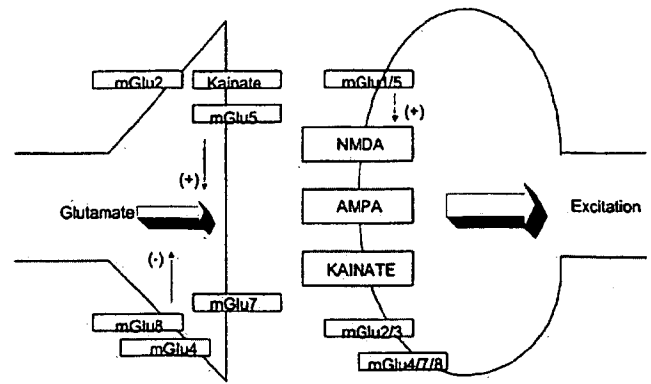 mGlu2
Kainate
mGlu5
(+)
Glutamate
(-)
mGlu7
mGlu8
mGlu4
mGlu1/5
(+)
NMDA
AMPA
KAINATE
mGlu2/3
mGlu4/7/8
Excitation